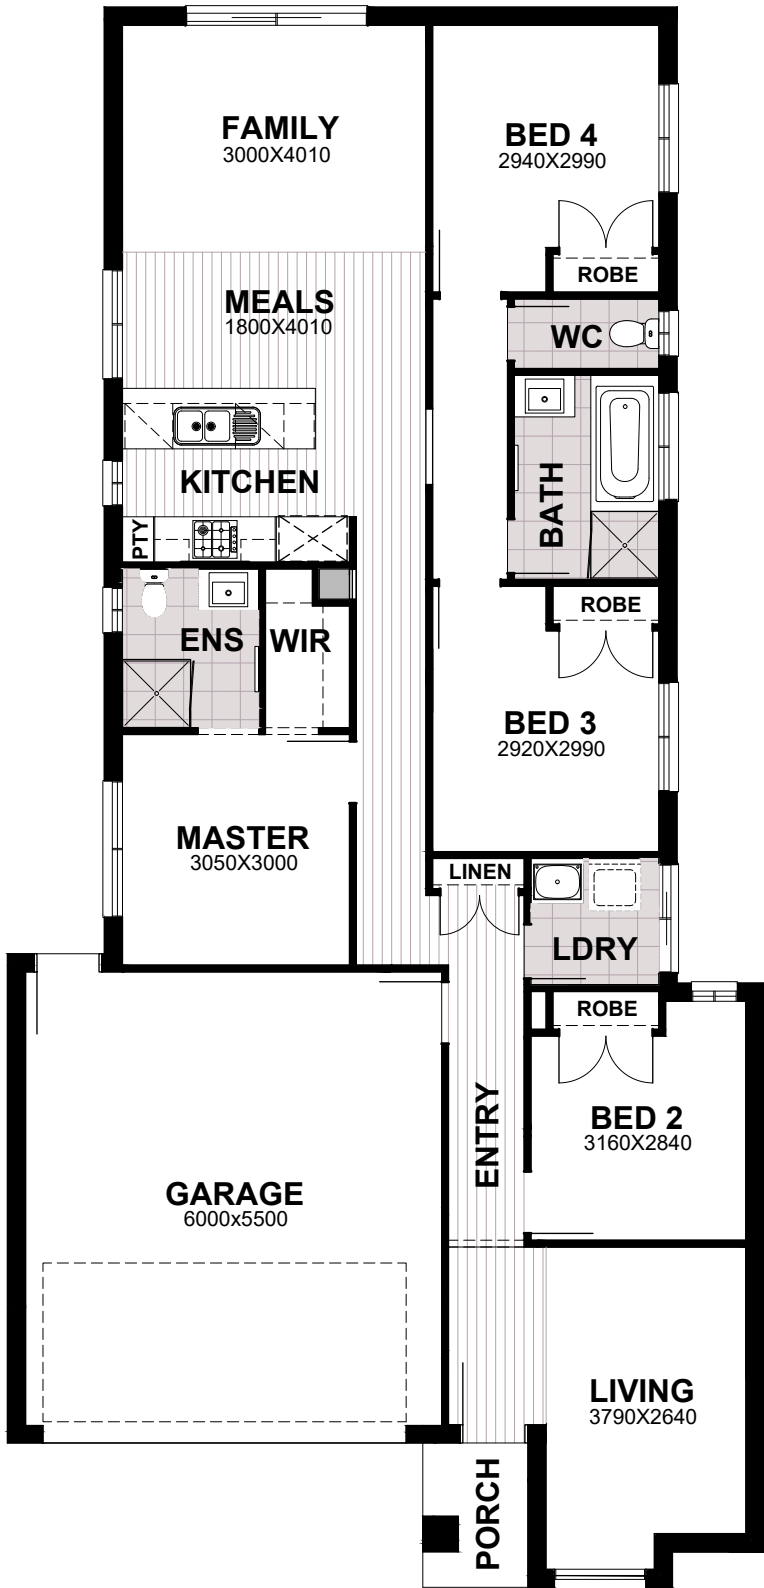 FAMILY
3000X4010
BED 4
2940X2990
ROBE
MEALS
1800X4010
WC
KITCHEN
BATH
PTY
ROBE
ENS
WIR
BED 3
2920X2990
MASTER
3050X3000
LINEN
LDRY
ROBE
BED 2
3160X2840
ENTRY
GARAGE
6000x5500
LIVING
3790X2640
PORCH